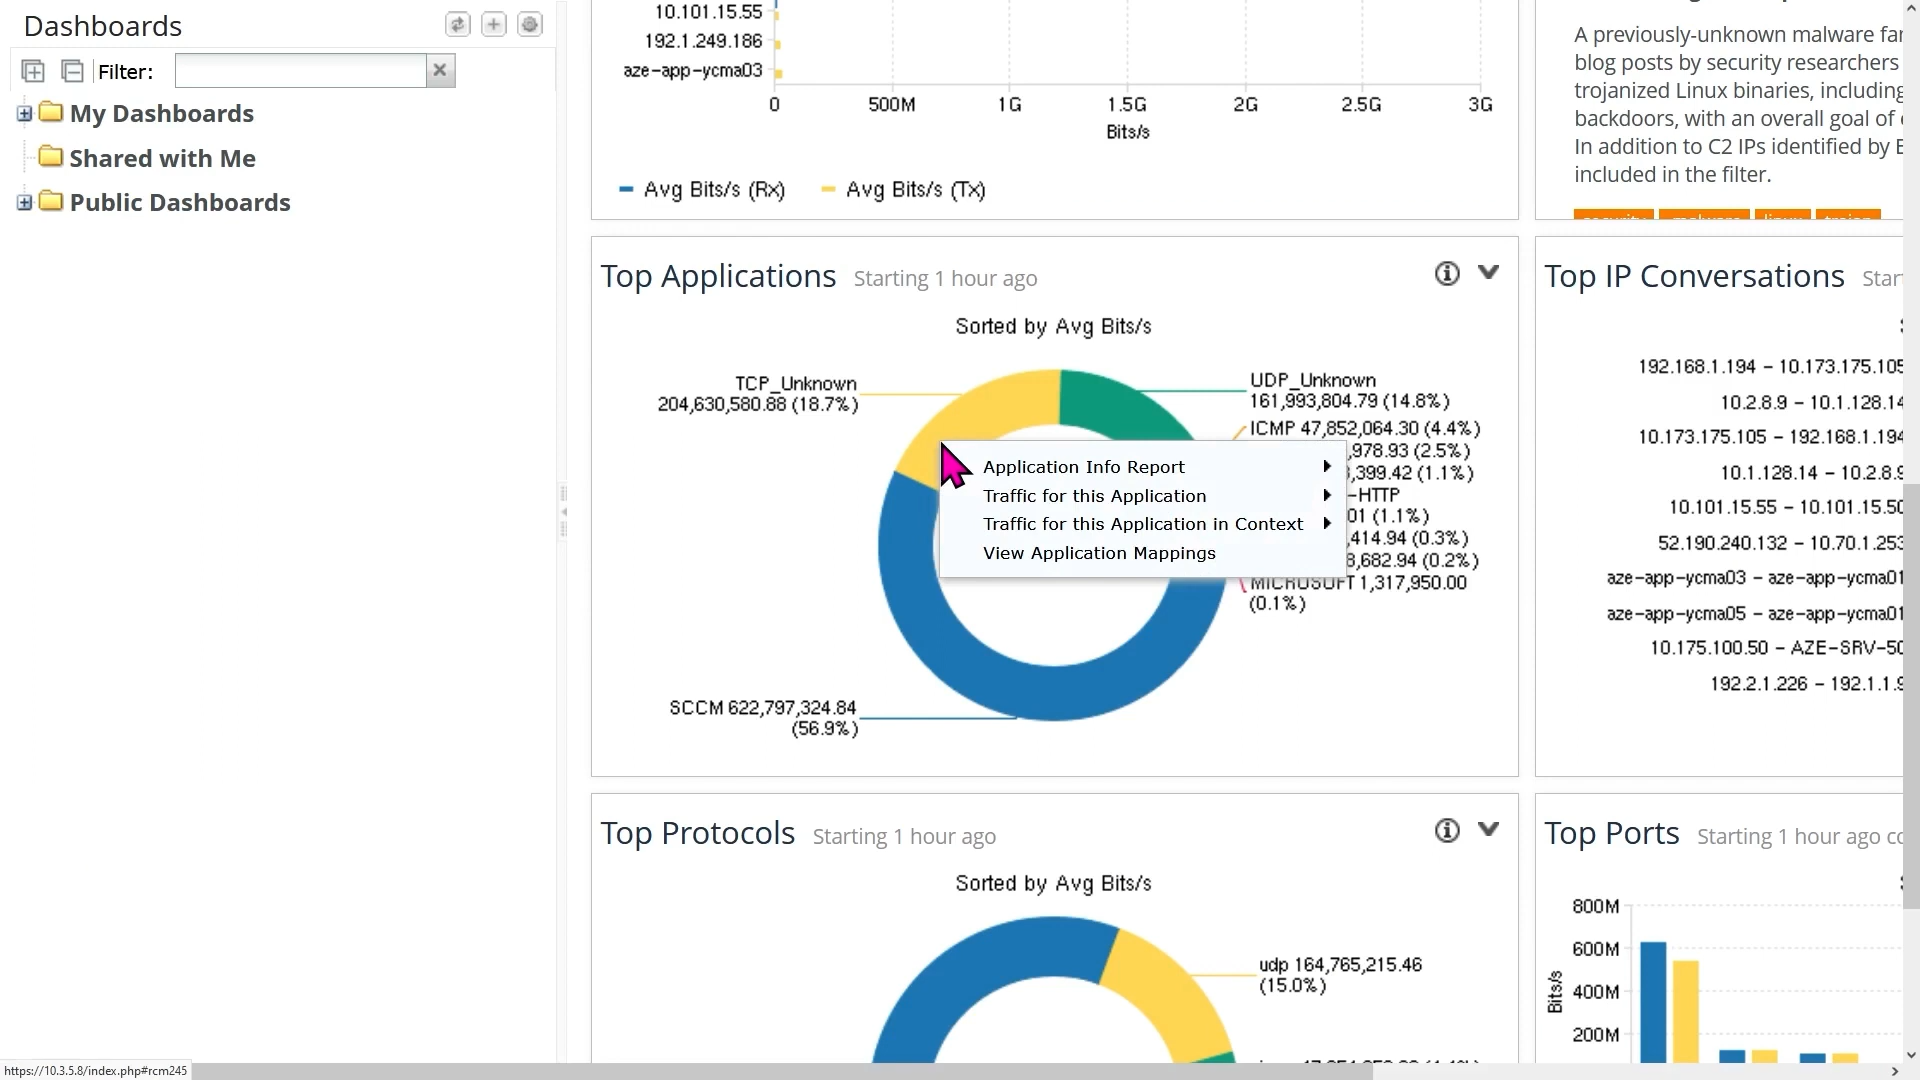 Dashboards
Filter:
My Dashboards
Shared with Me
Public Dashboards
10.101.15.55
192.1.249.186
aze-app-ycma03
0 500M 1G 1.5G 2G 2.5G 3G
Bits/s
Avg Bits/s (Rx) Avg Bits/s (Tx)
A previously-unknown malware
blog posts by security researchers
trojanized Linux binaries, including
backdoors, with an overall goal of
In addition to C2 IPs identified by
included in the filter.
Top Applications Starting 1 hour ago
Sorted by Avg Bits/s
TCP_Unknown
204,630,580.88 (18.7%)
UDP_Unknown
161,993,804.79 (14.8%)
ICMP 47,852,064.30 (4.4%)
,978.93 (2.5%)
,399.42 (1.1%)
-HTTP
01 (1.1%)
,414.94 (0.3%)
8,682.94 (0.2%)
MICROSOFT 1,317,950.00
(0.1%)
SCCM 622,797,324.84
(56.9%)
Application Info Report
Traffic for this Application
Traffic for this Application in Context
View Application Mappings
Top IP Conversations
192.168.1.194 - 10.173.175.105
10.2.8.9 - 10.1.128.14
10.173.175.105 - 192.168.1.194
10.1.128.14 - 10.2.8.9
10.101.15.55 - 10.101.15.50
52.190.240.132 - 10.70.1.253
aze-app-ycma03 - aze-app-ycma01
aze-app-ycma05 - aze-app-ycma01
10.175.100.50 - AZE-SRV-50
192.2.1.226 - 192.1.1.9
Top Protocols Starting 1 hour ago
Sorted by Avg Bits/s
udp 164,765,215.46
(15.0%)
Top Ports Starting 1 hour ago
800M
600M
400M
200M
Bits/s
https://10.3.5.8/index.php#rcm245